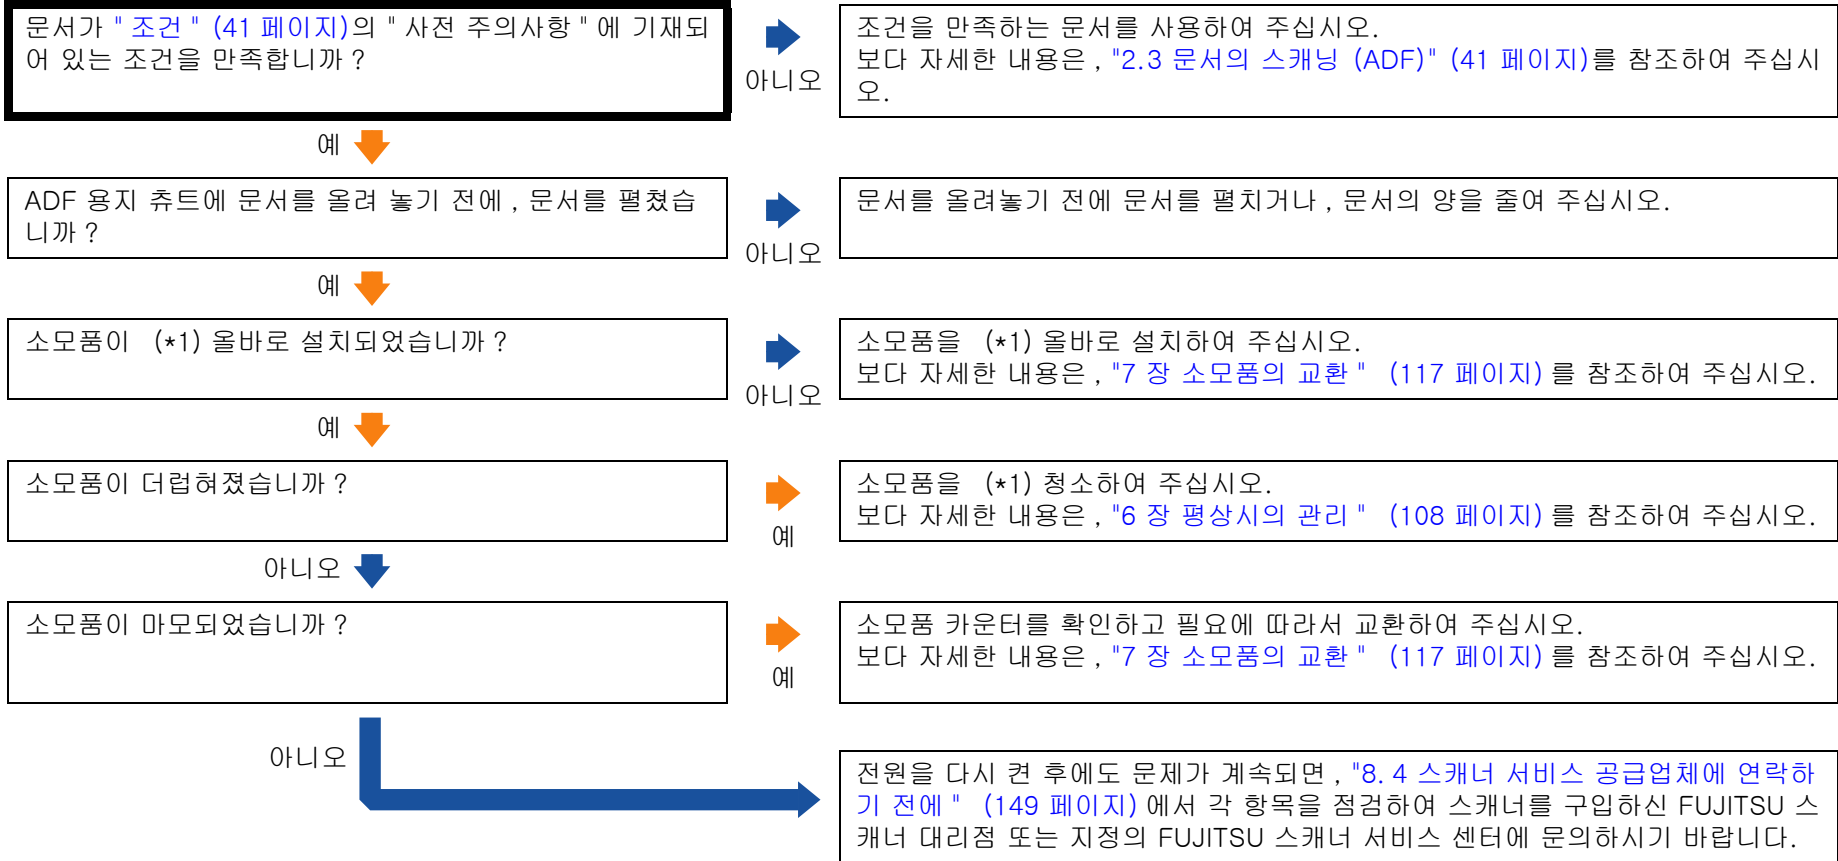 문서가 " 조건 " (41 페이지)의 " 사전 주의사항 " 에 기재되
어 있는 조건을 만족합니까 ?
아니오
조건을 만족하는 문서를 사용하여 주십시오.
보다 자세한 내용은 , "2.3 문서의 스캐닝 (ADF)" (41 페이지)를 참조하여 주십시
오.
예
ADF 용지 츄트에 문서를 올려 놓기 전에 , 문서를 펼쳤습
니까 ?
아니오
문서를 올려놓기 전에 문서를 펼치거나 , 문서의 양을 줄여 주십시오.
예
소모품이 (*1) 올바로 설치되었습니까 ?
아니오
소모품을 (*1) 올바로 설치하여 주십시오.
보다 자세한 내용은 , "7 장 소모품의 교환 " (117 페이지) 를 참조하여 주십시오.
예
소모품이 더럽혀졌습니까 ?
예
소모품을 (*1) 청소하여 주십시오.
보다 자세한 내용은 , "6 장 평상시의 관리 " (108 페이지) 를 참조하여 주십시오.
아니오
소모품이 마모되었습니까 ?
예
소모품 카운터를 확인하고 필요에 따라서 교환하여 주십시오.
보다 자세한 내용은 , "7 장 소모품의 교환 " (117 페이지) 를 참조하여 주십시오.
아니오
전원을 다시 켠 후에도 문제가 계속되면 , "8. 4 스캐너 서비스 공급업체에 연락하
기 전에 " (149 페이지) 에서 각 항목을 점검하여 스캐너를 구입하신 FUJITSU 스
캐너 대리점 또는 지정의 FUJITSU 스캐너 서비스 센터에 문의하시기 바랍니다.